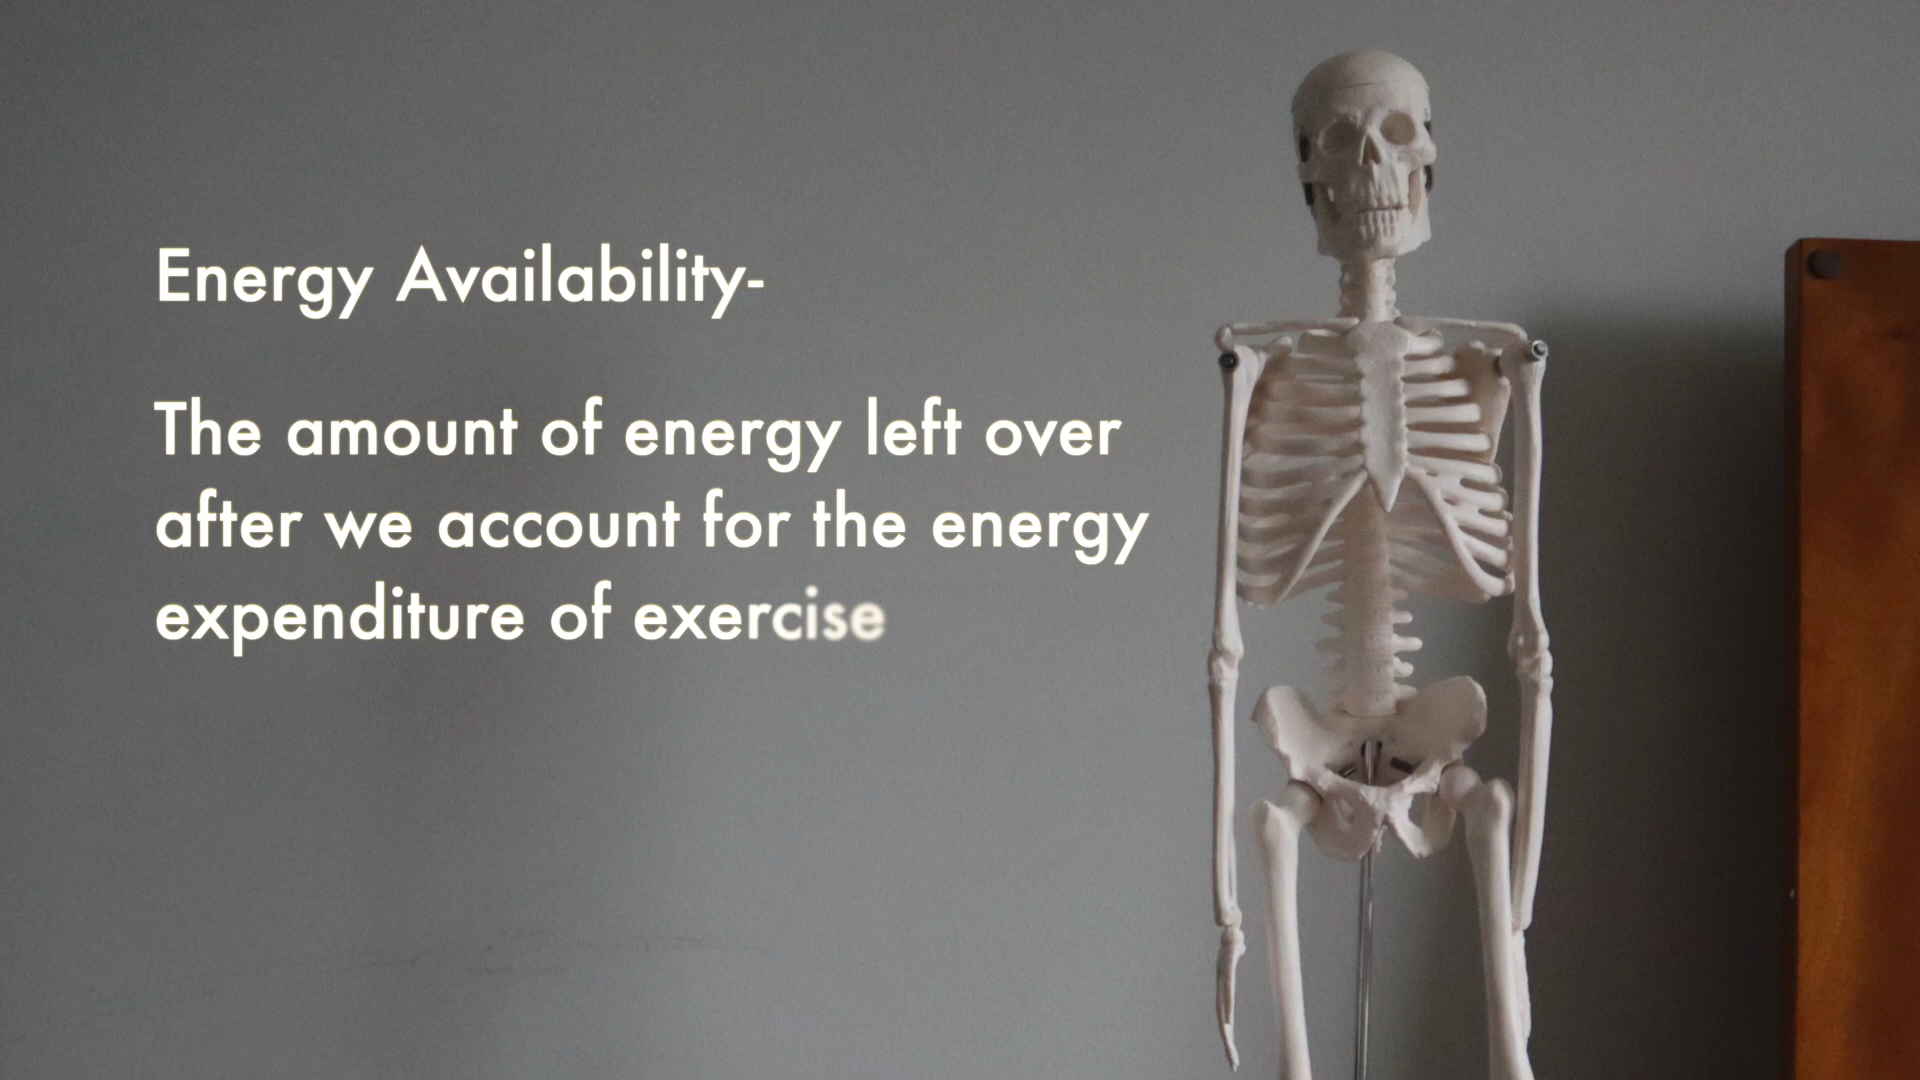 Energy Availability-
The amount of energy left over
after we account for the energy
expenditure of exercise